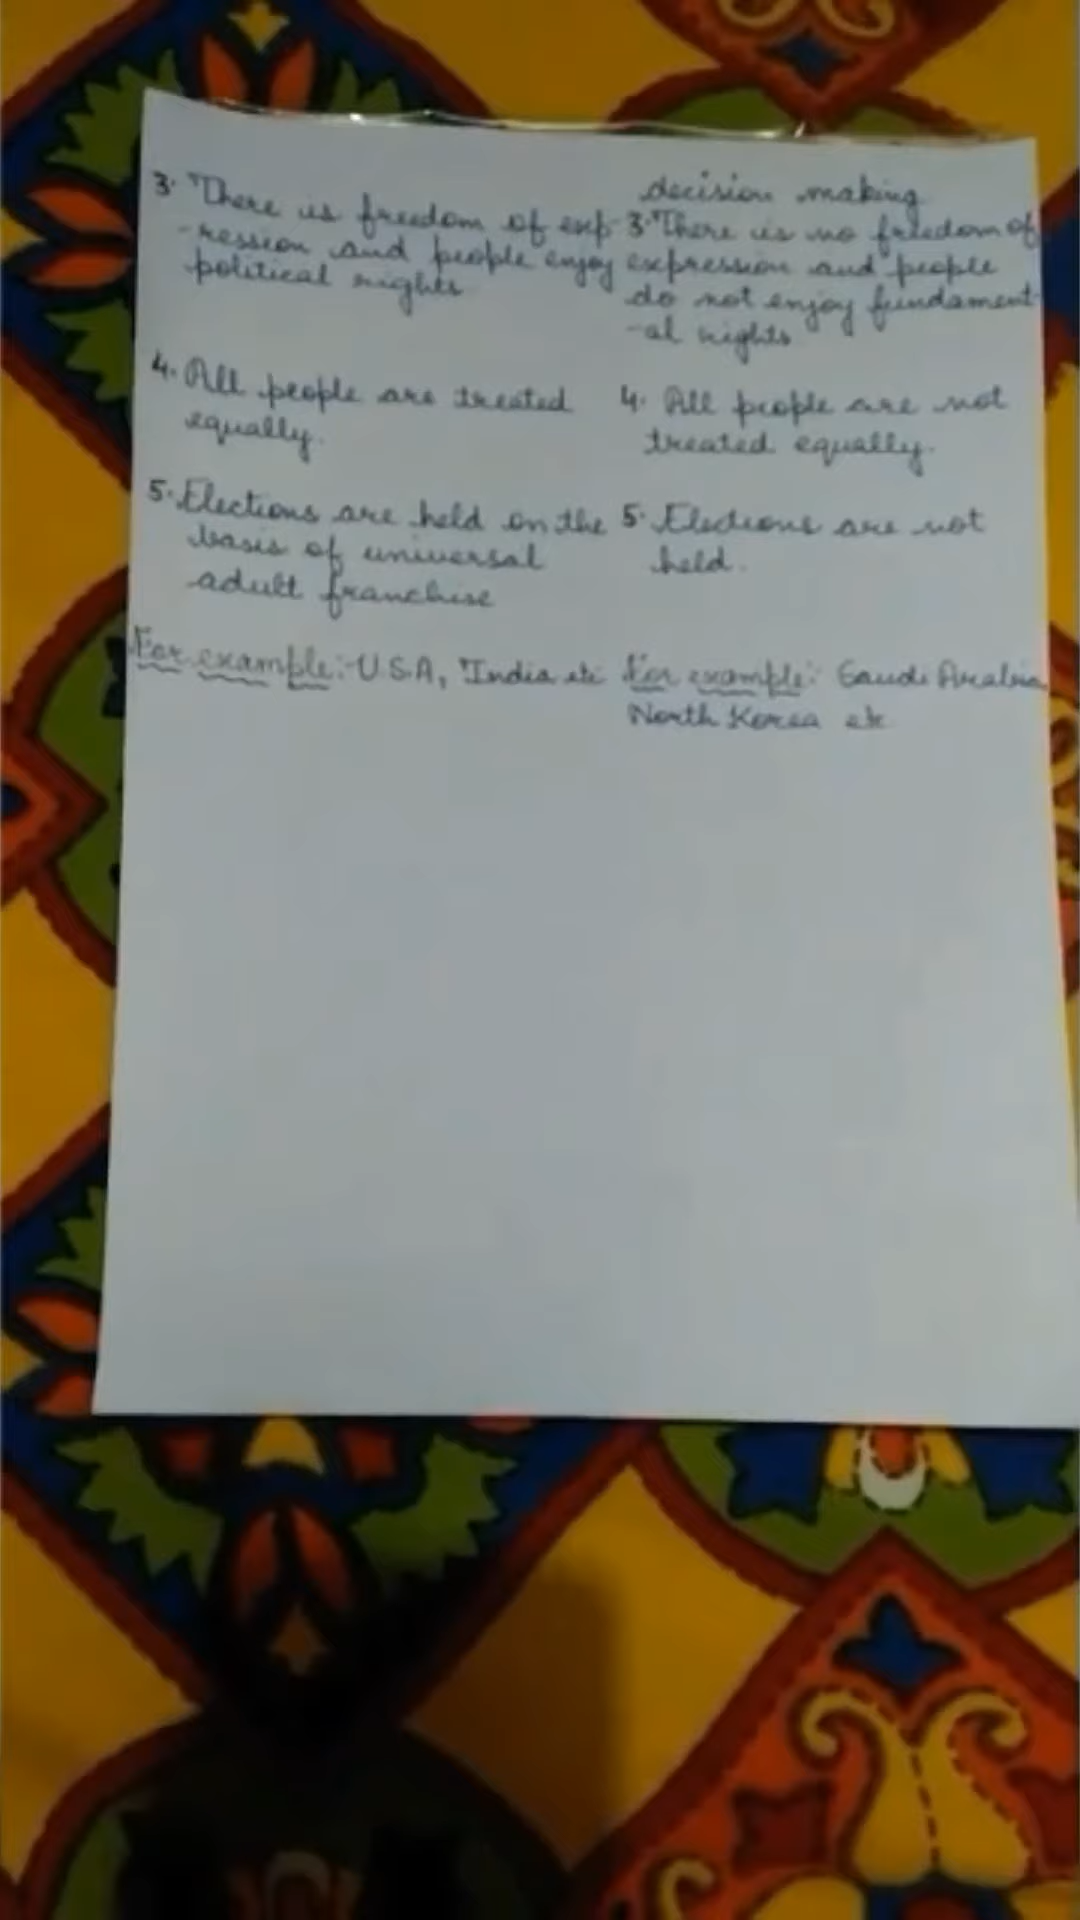 3. There is freedom of exp-
-ression and people enjoy
political rights
4. All people are treated
equally.
5. Elections are held on the
basis of universal
adult franchise
For example:- U.S.A, India etc
decision making
3. There is no freedom of
expression and people
do not enjoy fundament-
-al rights
4. All people are not
treated equally.
5. Elections are not
held.
For example: Saudi Arabia,
North Korea etc